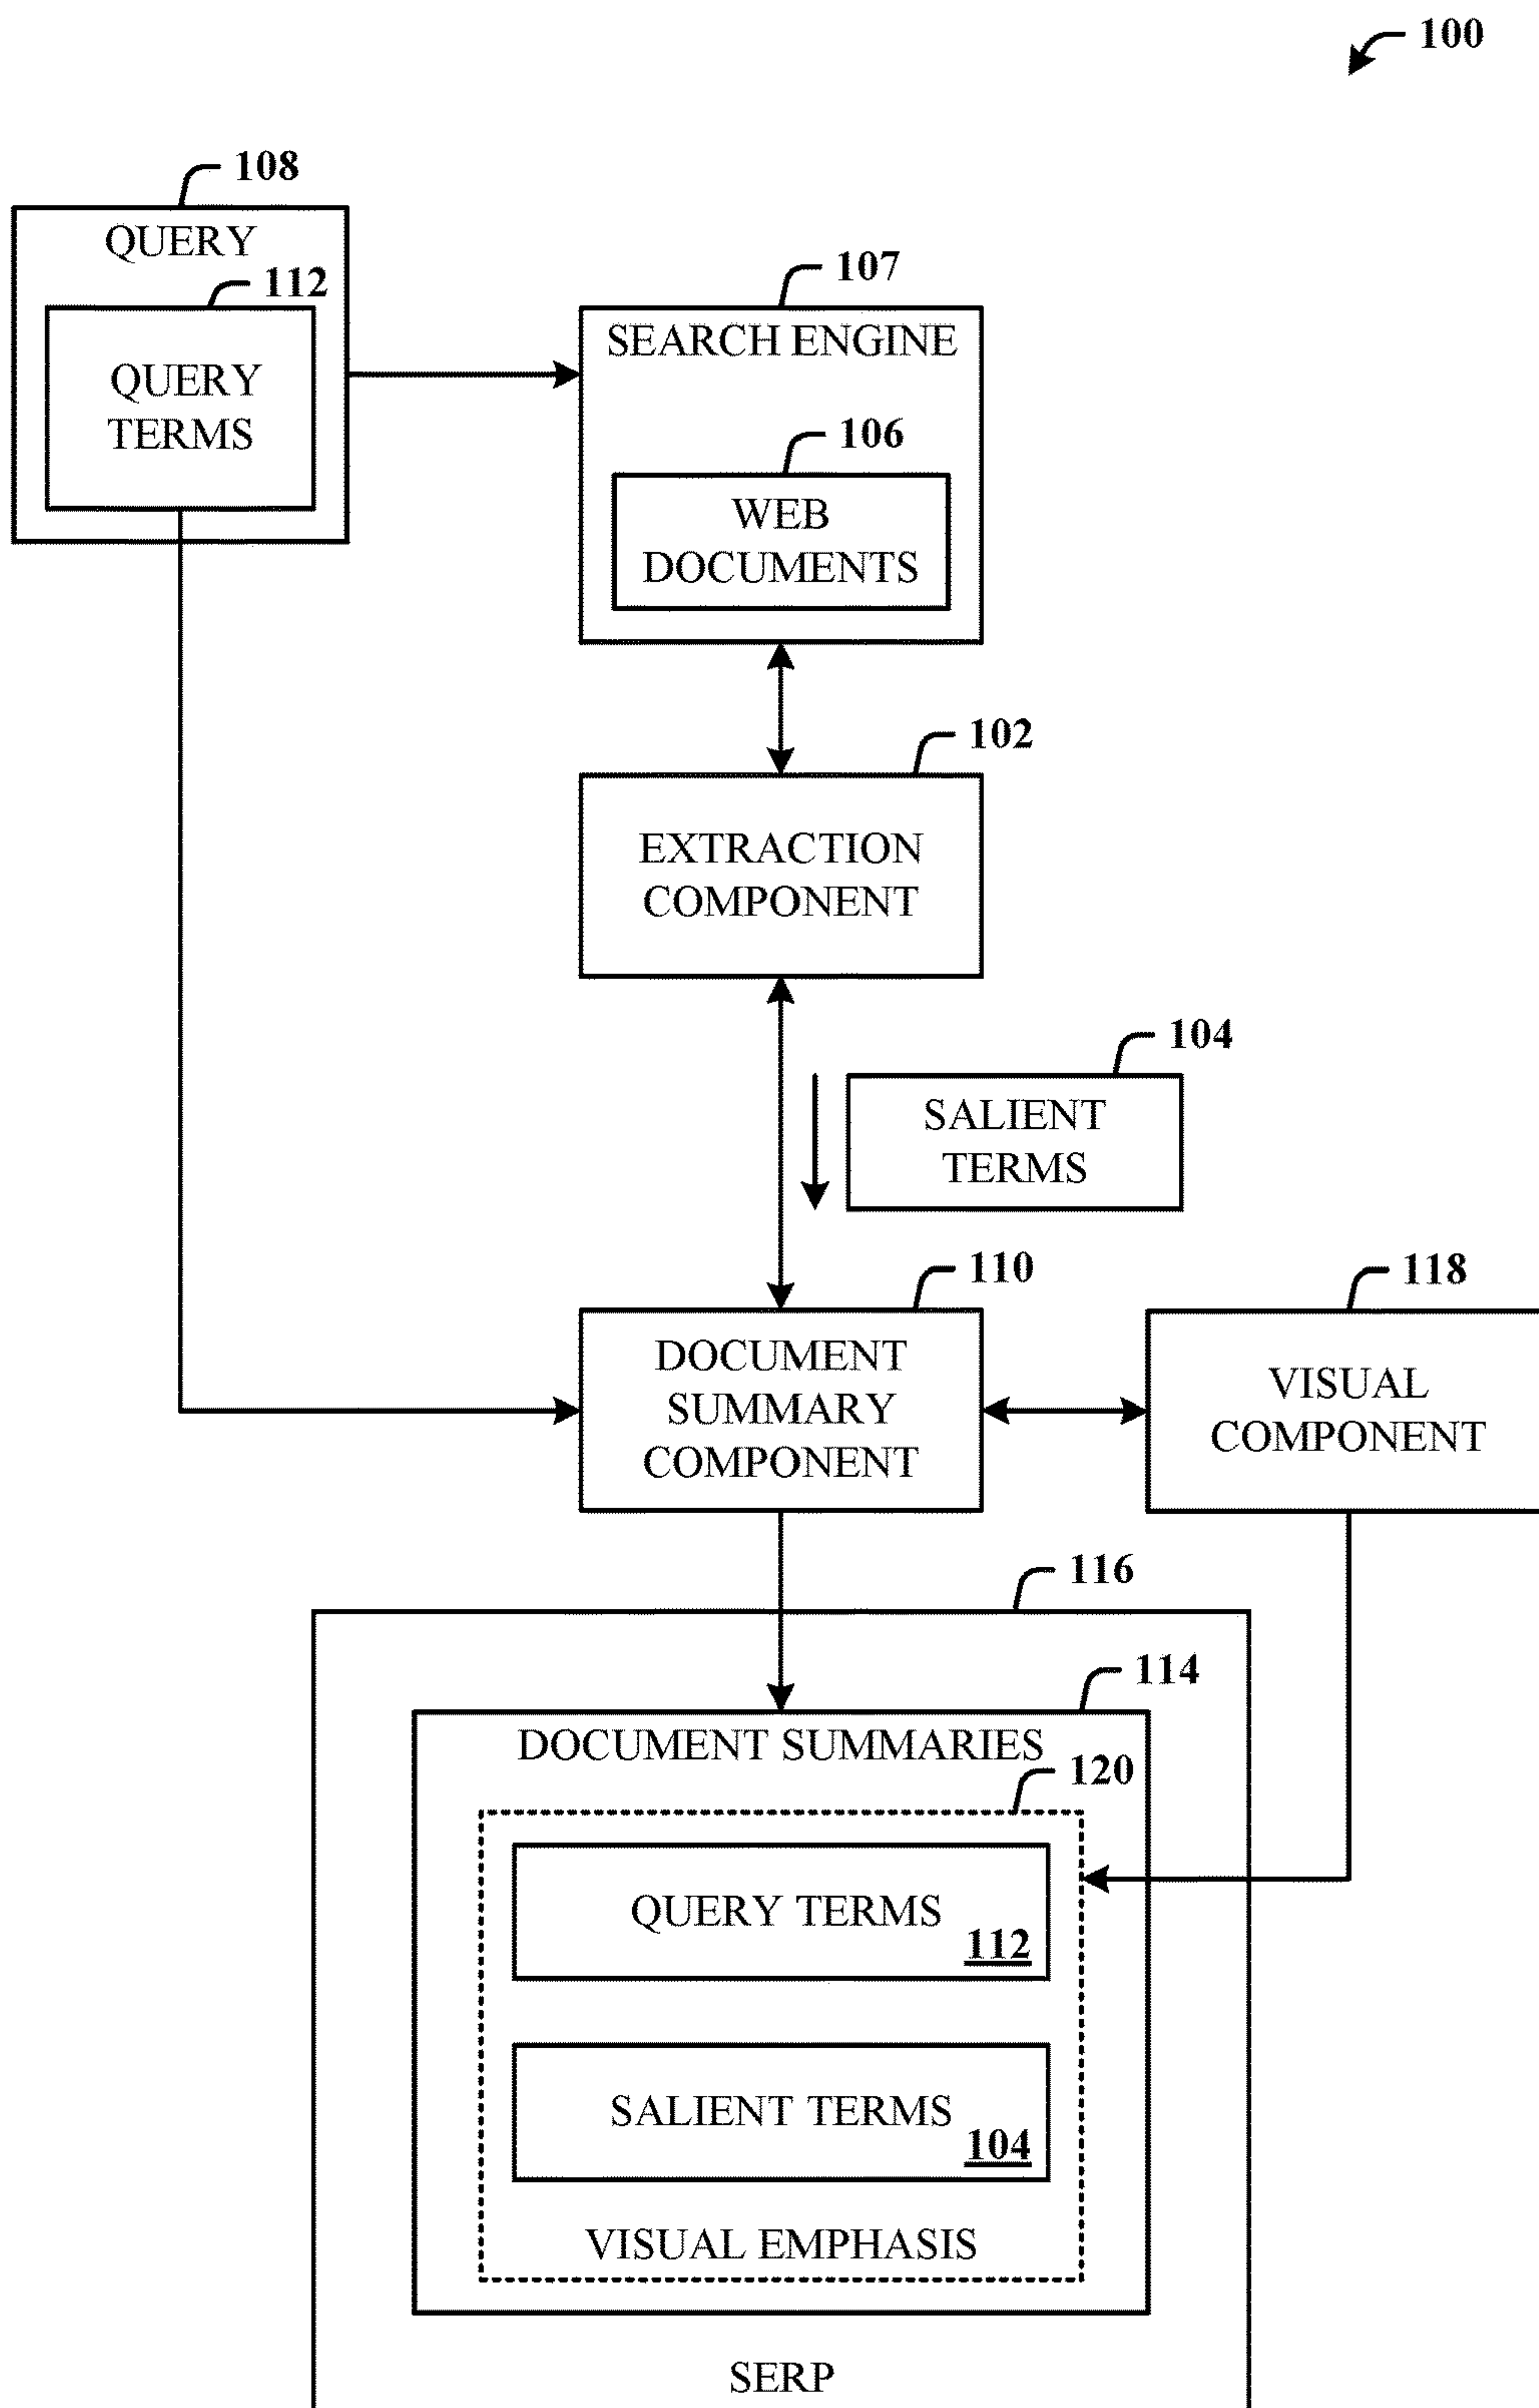 100
108
QUERY
112
QUERY
TERMS
107
SEARCH ENGINE
106
WEB
DOCUMENTS
102
EXTRACTION
COMPONENT
104
SALIENT
TERMS
110
DOCUMENT
SUMMARY
COMPONENT
118
VISUAL
COMPONENT
116
114
DOCUMENT SUMMARIES
120
QUERY TERMS
112
SALIENT TERMS
104
VISUAL EMPHASIS
SERP